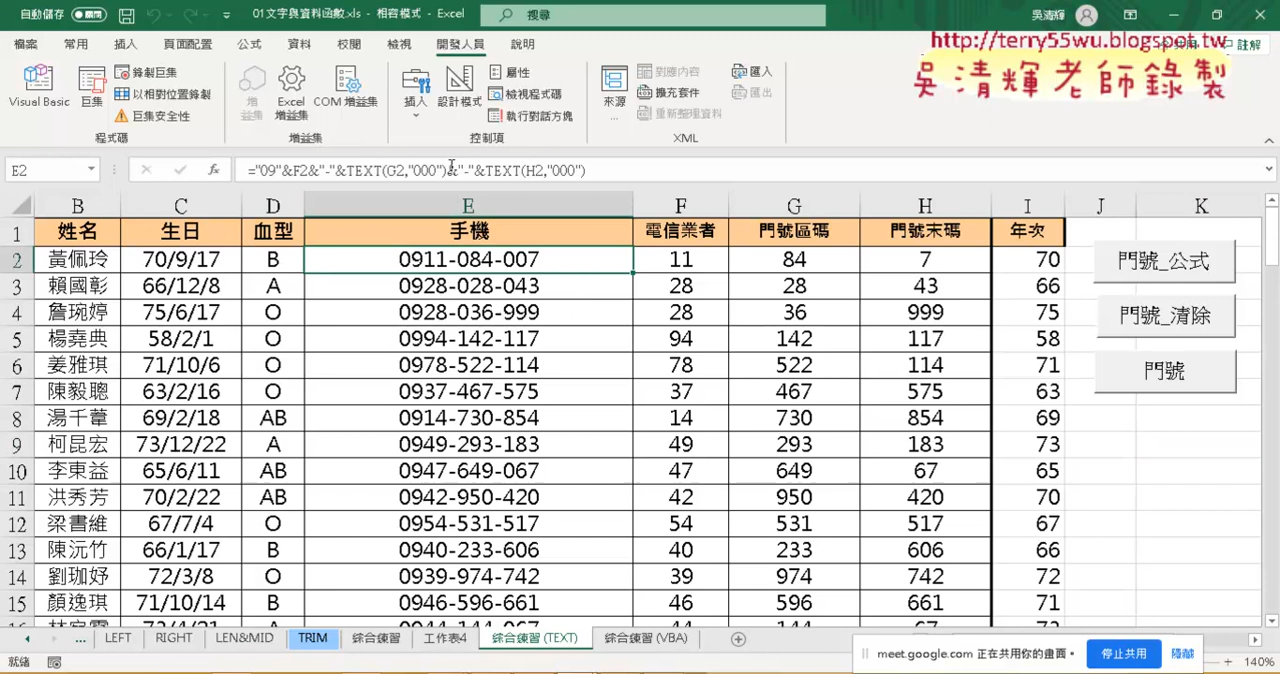 自動儲存 01文字與資料函數.xls - 相容模式 - Excel 搜尋 吳清輝
檔案 常用 插入 頁面配置 公式 資料 校閱 檢視 開發人員 說明 共用 註解
http://terry55wu.blogspot.tw
吳清輝老師錄製
Visual Basic 巨集 錄製巨集 以相對位置錄製 巨集安全性 程式碼
增益集 Excel 增益集 COM 增益集 增益集
插入 設計模式 屬性 檢視程式碼 執行對話方塊 控制項
來源 對應內容 擴充套件 重新整理資料 匯入 匯出 XML
E2 fx ="09"&F2&"-"&TEXT(G2,"000")&"-"&TEXT(H2,"000")
B C D E F G H I J K
1 姓名 生日 血型 手機 電信業者 門號區碼 門號末碼 年次
2 黃佩玲 70/9/17 B 0911-084-007 11 84 7 70
3 賴國彰 66/12/8 A 0928-028-043 28 28 43 66
4 詹琬婷 75/6/17 O 0928-036-999 28 36 999 75
5 楊堯典 58/2/1 O 0994-142-117 94 142 117 58
6 姜雅琪 71/10/6 O 0978-522-114 78 522 114 71
7 陳毅聰 63/2/16 O 0937-467-575 37 467 575 63
8 湯千葦 69/2/18 AB 0914-730-854 14 730 854 69
9 柯昆宏 73/12/22 A 0949-293-183 49 293 183 73
10 李東益 65/6/11 AB 0947-649-067 47 649 67 65
11 洪秀芳 70/2/22 AB 0942-950-420 42 950 420 70
12 梁書維 67/7/4 O 0954-531-517 54 531 517 67
13 陳沅竹 66/1/17 B 0940-233-606 40 233 606 66
14 劉珈妤 72/3/8 O 0939-974-742 39 974 742 72
15 顏逸琪 71/10/14 B 0946-596-661 46 596 661 71
門號_公式
門號_清除
門號
... LEFT RIGHT LEN&MID TRIM 綜合練習 工作表4 綜合練習 (TEXT) 綜合練習 (VBA)
meet.google.com 正在共用你的畫面。 停止共用 隱藏
就緒 140%